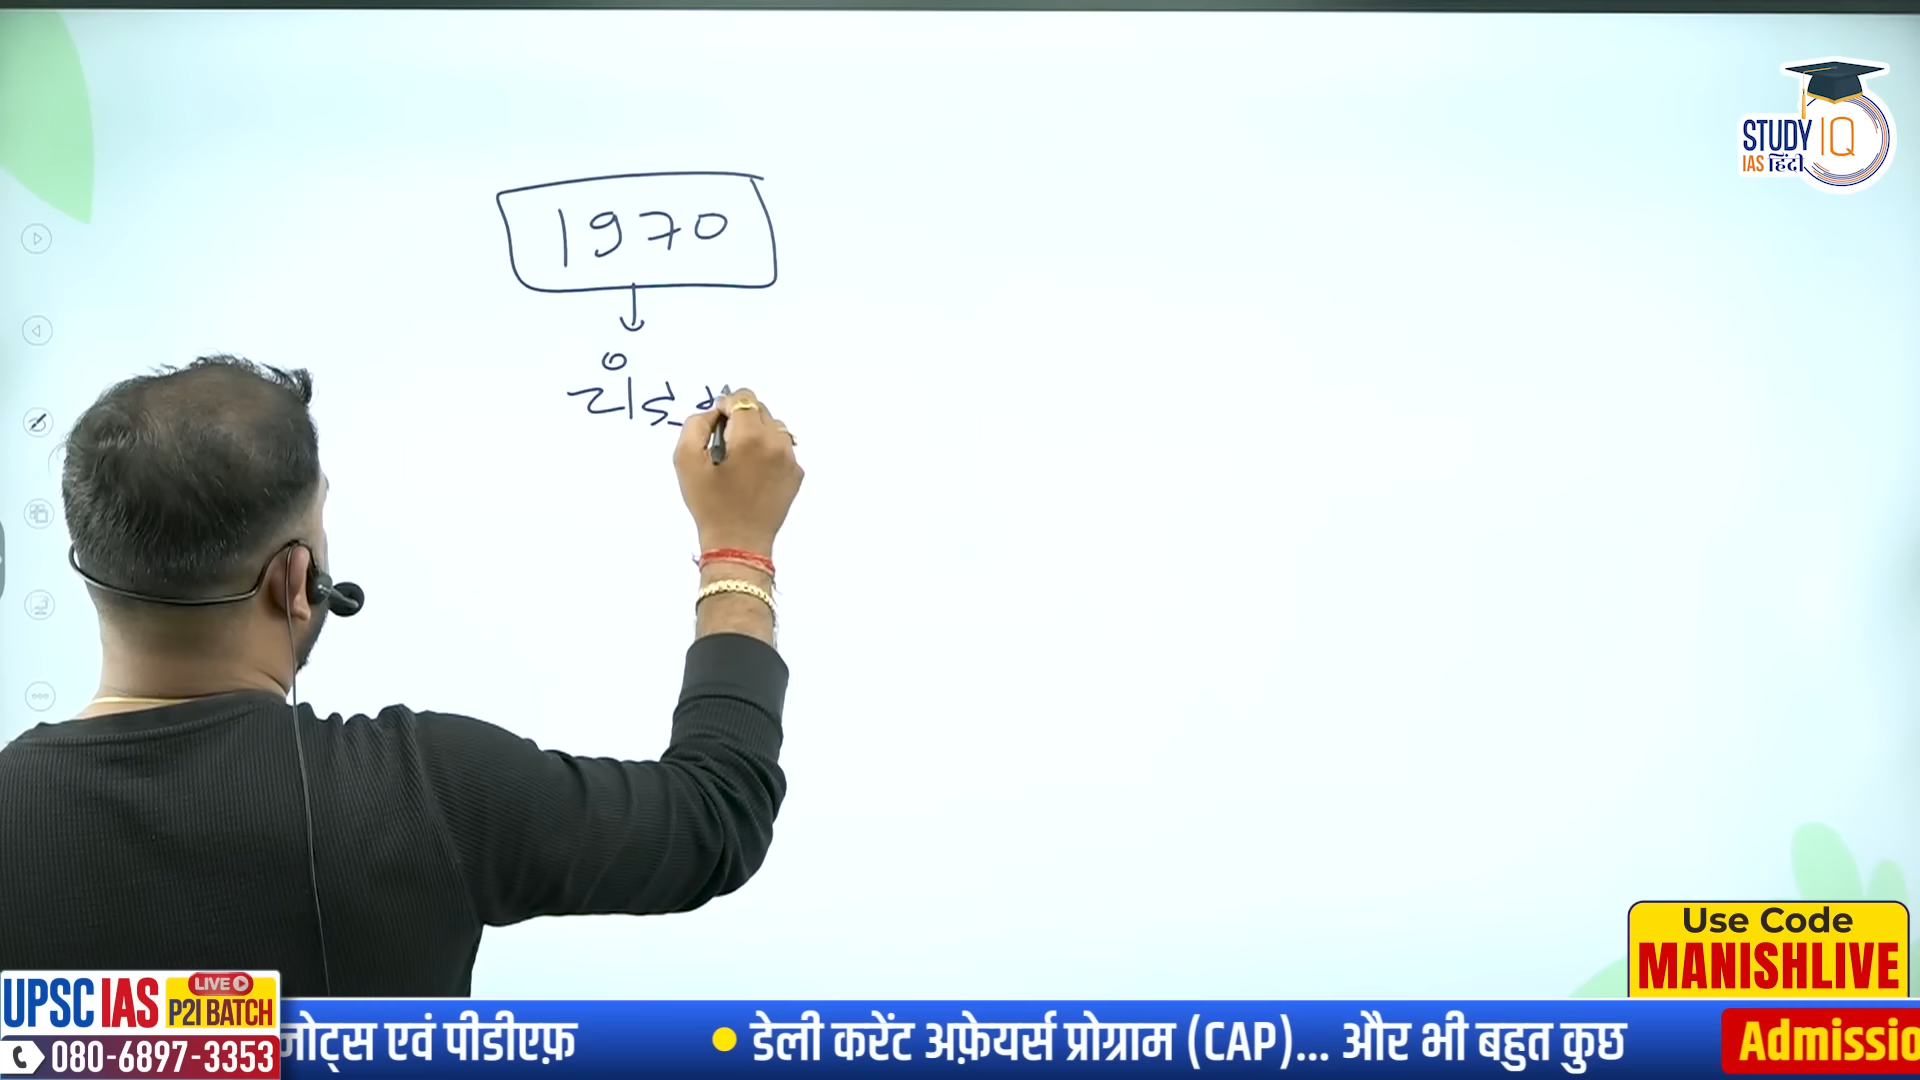 STUDY IQ
IAS हिंदी
1970
UPSC IAS
LIVE
P2I BATCH
080-6897-3353
नोट्स एवं पीडीएफ़
डेली करेंट अफ़ेयर्स प्रोग्राम (CAP)... और भी बहुत कुछ
Use Code
MANISHLIVE
Admissio